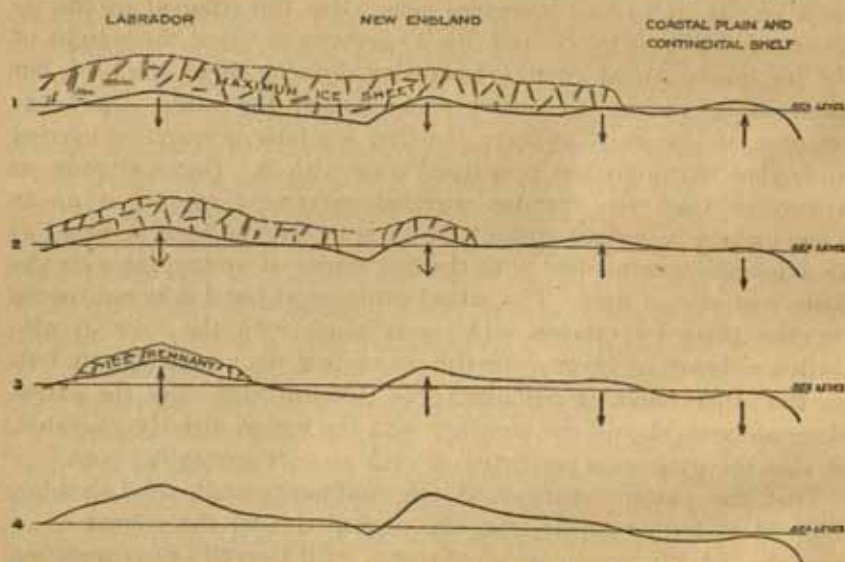 LABRADOR
NEW ENGLAND
COASTAL PLAIN AND
CONTINENTAL SHELF
MAXIMUM ICE SHEET
1
SEA LEVEL
2
SEA LEVEL
ICE REMNANT
3
SEA LEVEL
4
SEA LEVEL